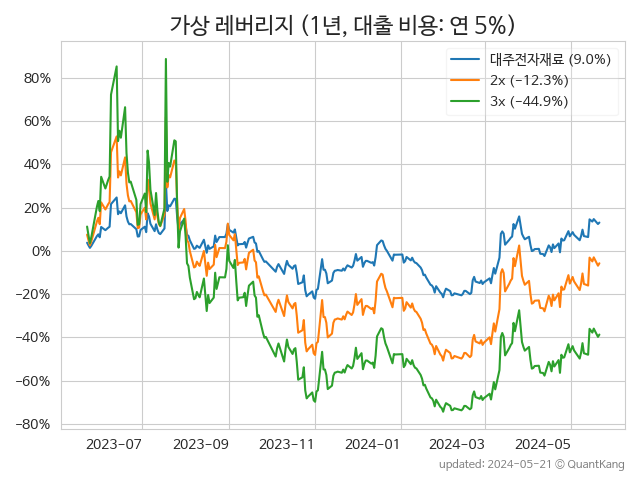 가상 레버리지 (1년, 대출 비용: 연 5%)
대주전자재료 (9.0%)
2x (−12.3%)
3x (−44.9%)
80%
60%
40%
20%
0%
−20%
−40%
−60%
−80%
2023-07 2023-09 2023-11 2024-01 2024-03 2024-05
updated: 2024-05-21 © QuantKang